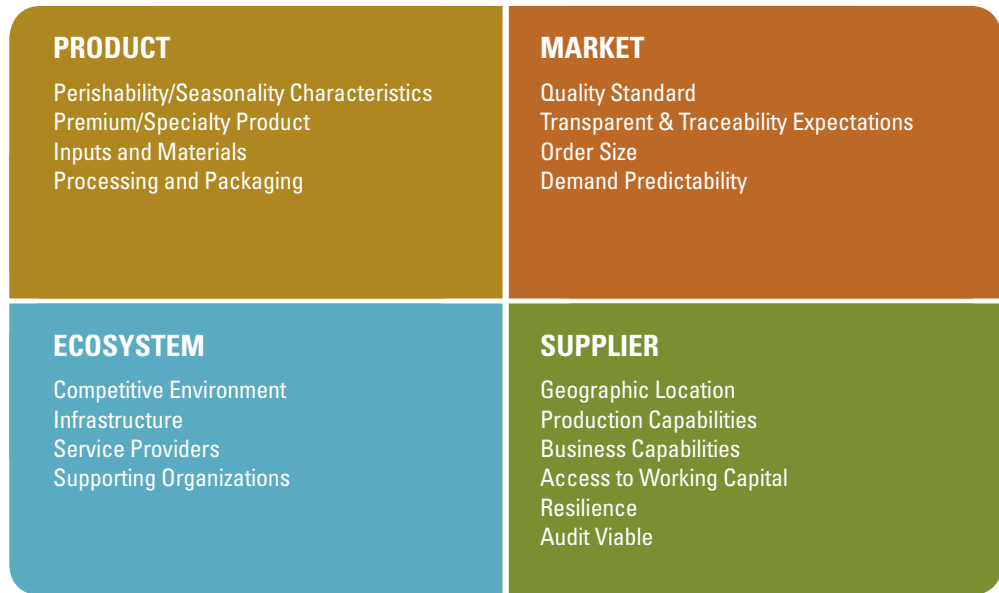 PRODUCT
Perishability/Seasonality Characteristics
Premium/Specialty Product
Inputs and Materials
Processing and Packaging
MARKET
Quality Standard
Transparent & Traceability Expectations
Order Size
Demand Predictability
ECOSYSTEM
Competitive Environment
Infrastructure
Service Providers
Supporting Organizations
SUPPLIER
Geographic Location
Production Capabilities
Business Capabilities
Access to Working Capital
Resilience
Audit Viable